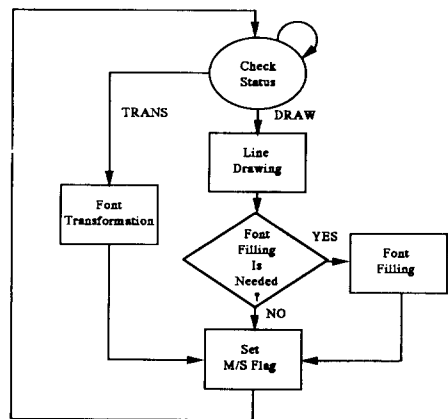 Check
Status
TRANS
DRAW
Line
Drawing
Font
Transformation
Font
Filling
Is
Needed
?
YES
Font
Filling
NO
Set
M/S Flag